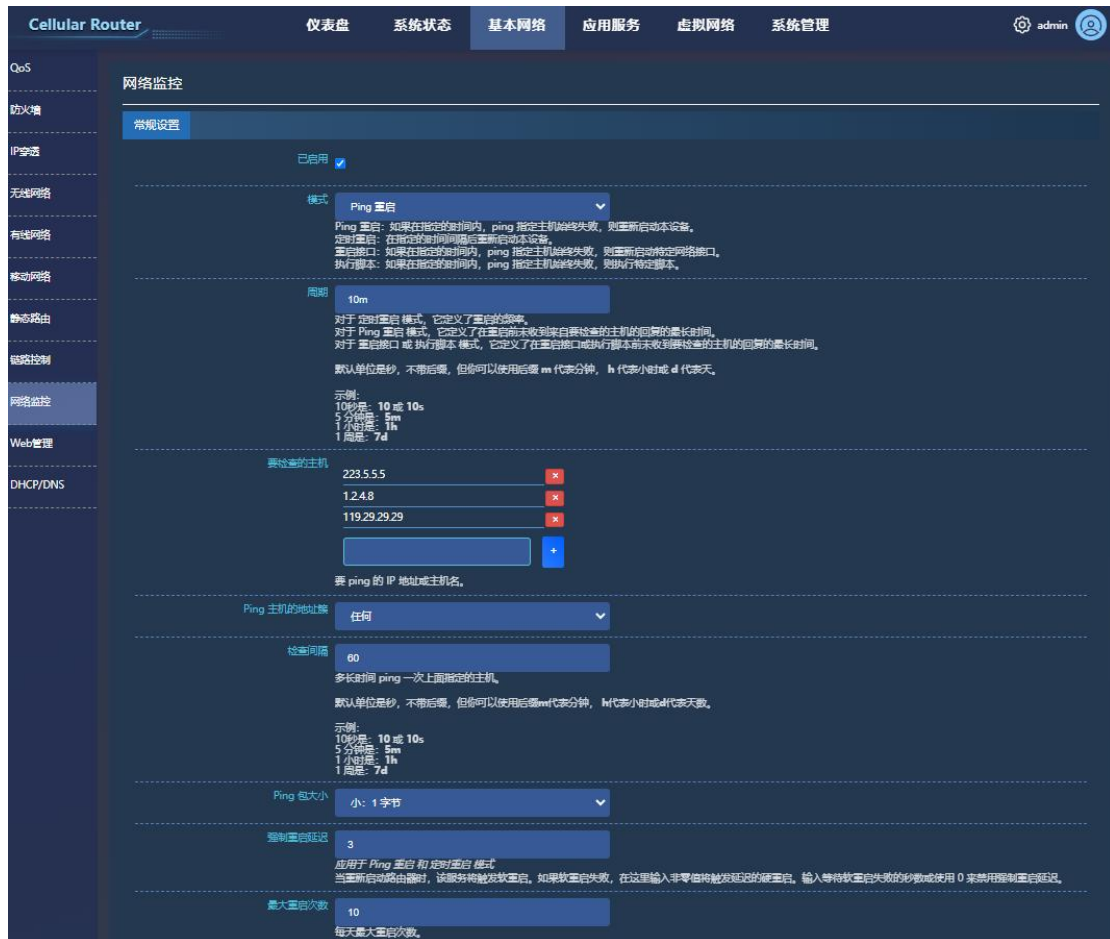 Cellular Router
仪表盘 系统状态 基本网络 应用服务 虚拟网络 系统管理 admin
QoS
防火墙
IP穿透
无线网络
有线网络
移动网络
静态路由
链路控制
网络监控
Web管理
DHCP/DNS
网络监控
常规设置
已启用
模式 Ping 重启
Ping 重启：如果在指定的时间内，ping 指定主机始终失败，则重新启动本设备。
定时重启：在指定的时间间隔后重新启动本设备。
重启接口：如果在指定的时间内，ping 指定主机始终失败，则重新启动特定网络接口。
执行脚本：如果在指定的时间内，ping 指定主机始终失败，则执行特定脚本。
周期 10m
对于 定时重启 模式，它定义了重启的频率。
对于 Ping 重启 模式，它定义了在重启前未收到来自要检查的主机的回复的最长时间。
对于 重启接口 或 执行脚本 模式，它定义了在重启接口或执行脚本前未收到要检查的主机的回复的最长时间。
默认单位是秒，不带后缀，但你可以使用后缀 m 代表分钟， h 代表小时或 d 代表天。
示例:
10秒是：10 或 10s
5 分钟是：5m
1 小时是：1h
1 周是：7d
要检查的主机
223.5.5.5
1.2.4.8
119.29.29.29
要 ping 的 IP 地址或主机名。
Ping 主机的地址簇 任何
检查间隔 60
多长时间 ping 一次上面指定的主机。
默认单位是秒，不带后缀，但你可以使用后缀m代表分钟， h代表小时或d代表天数。
示例:
10秒是：10 或 10s
5 分钟是：5m
1 小时是：1h
1 周是：7d
Ping 包大小 小：1 字节
强制重启延迟 3
应用于 Ping 重启 和 定时重启 模式
当重新启动路由器时，该服务将触发软重启。如果软重启失败，在这里输入非零值将触发延迟的硬重启。输入等待软重启失败的秒数或使用 0 来禁用强制重启延迟。
最大重启次数 10
每天最大重启次数。